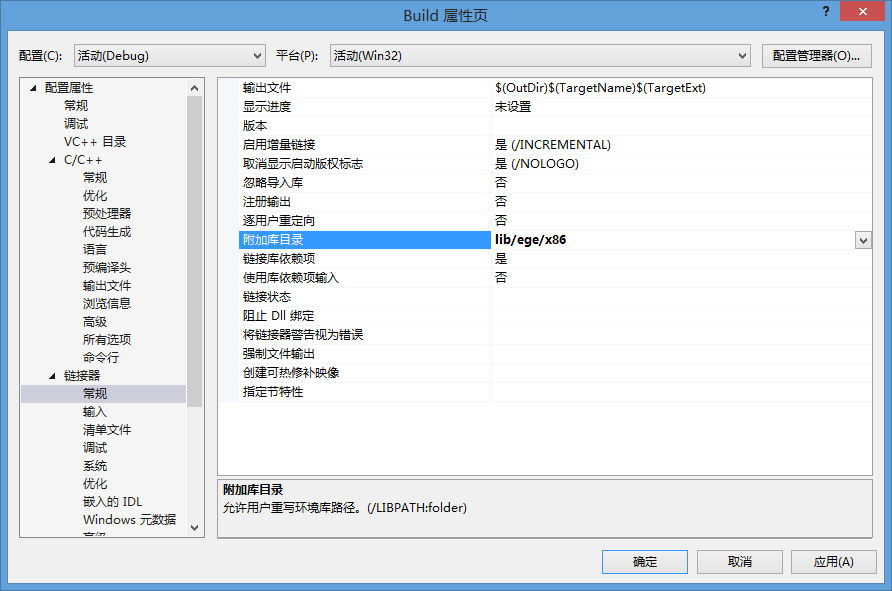 Build 属性页
?
配置(C): 活动(Debug) 平台(P): 活动(Win32) 配置管理器(O)...
配置属性
常规
调试
VC++ 目录
C/C++
常规
优化
预处理器
代码生成
语言
预编译头
输出文件
浏览信息
高级
所有选项
命令行
链接器
常规
输入
清单文件
调试
系统
优化
嵌入的 IDL
Windows 元数据
高级
输出文件 $(OutDir)$(TargetName)$(TargetExt)
显示进度 未设置
版本
启用增量链接 是 (/INCREMENTAL)
取消显示启动版权标志 是 (/NOLOGO)
忽略导入库 否
注册输出 否
逐用户重定向 否
附加库目录 lib/ege/x86
链接库依赖项 是
使用库依赖项输入 否
链接状态
阻止 Dll 绑定
将链接器警告视为错误
强制文件输出
创建可热修补映像
指定节特性
附加库目录
允许用户重写环境库路径。(/LIBPATH:folder)
确定 取消 应用(A)